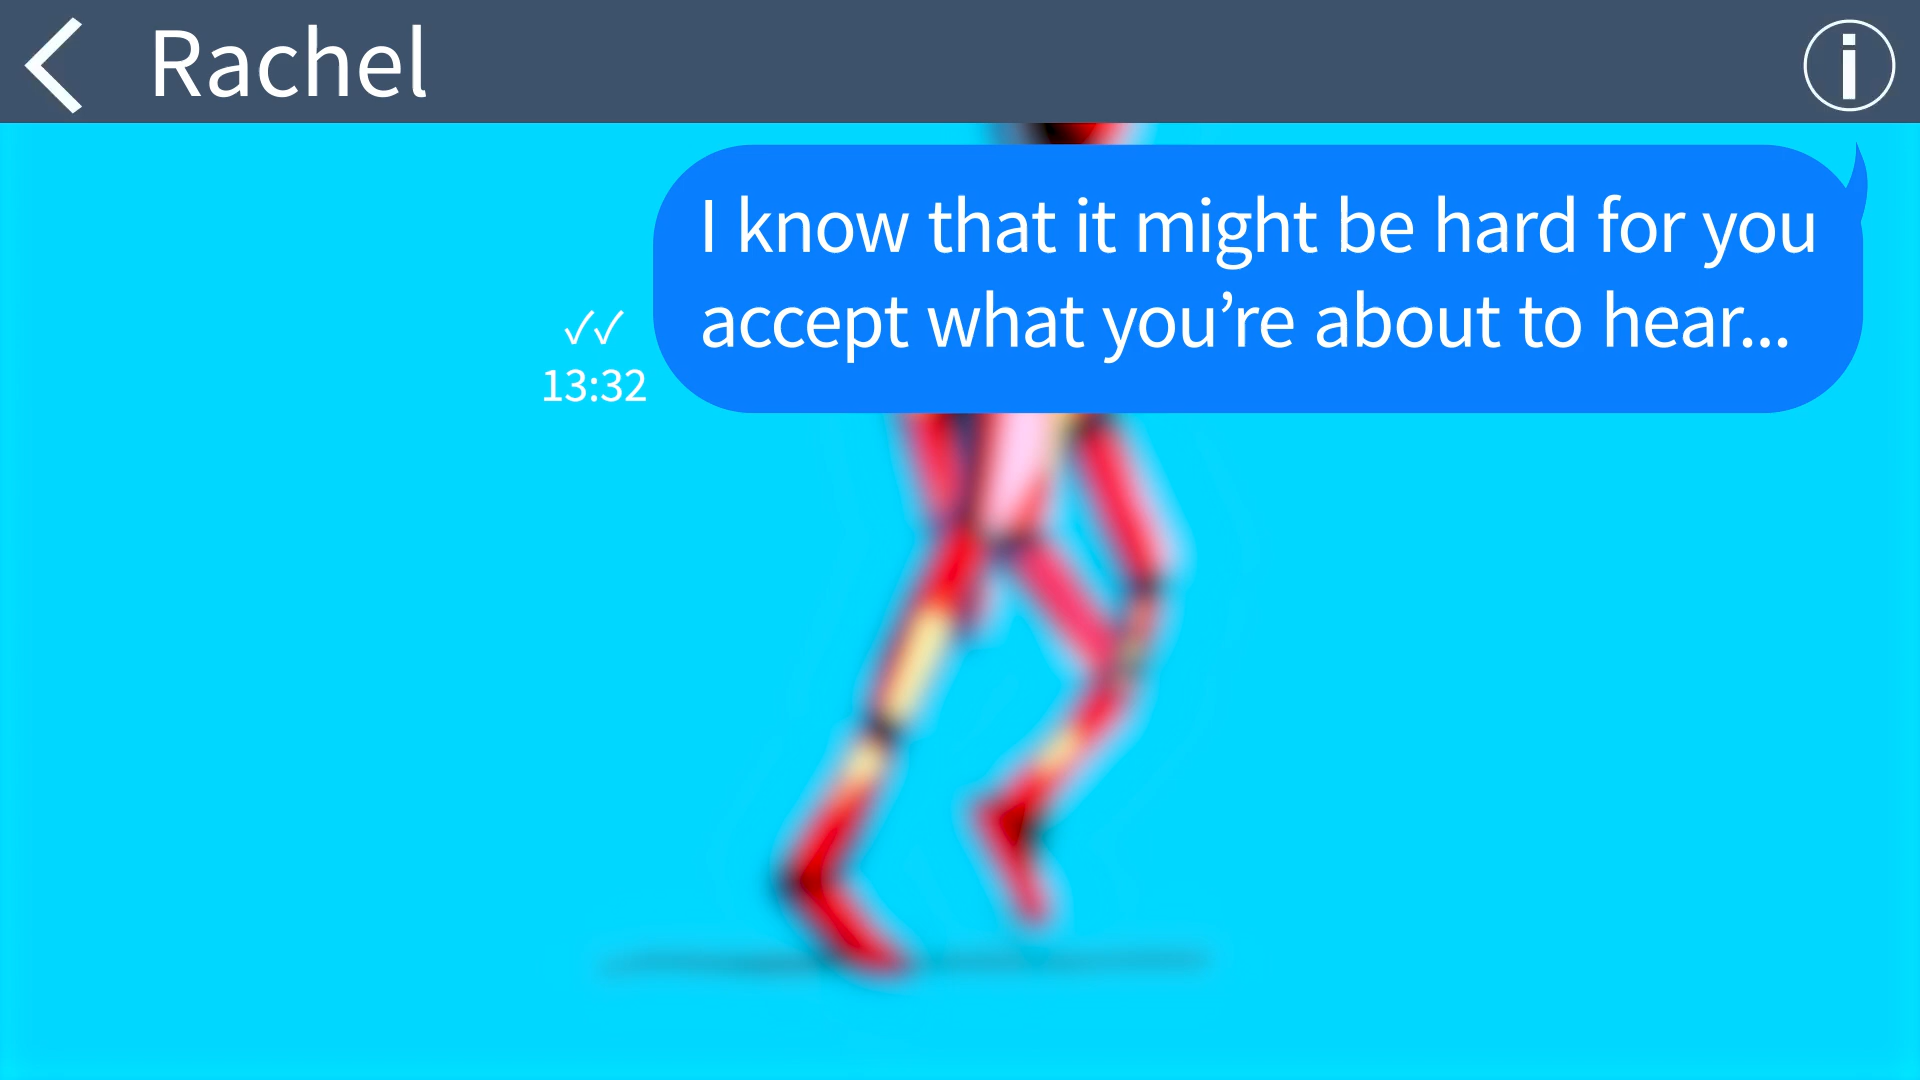 Rachel
I know that it might be hard for you
accept what you’re about to hear...
✓✓
13:32